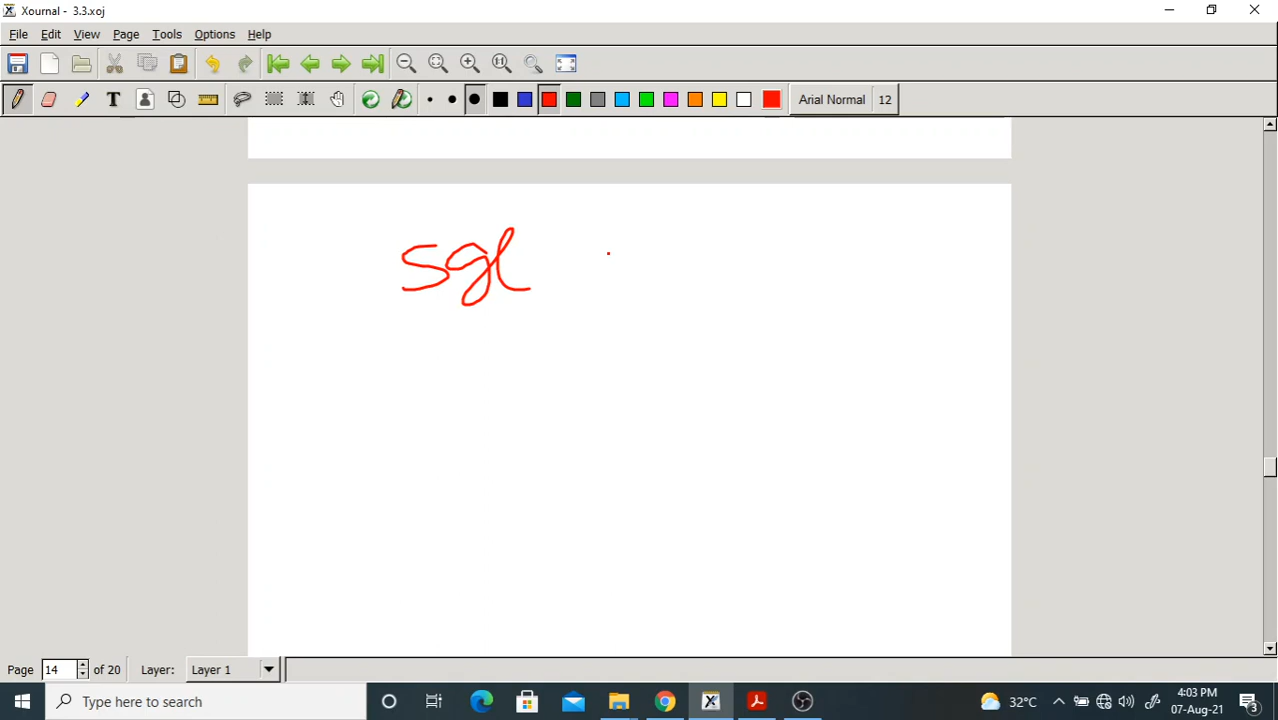 Xournal - 3.3.xoj
File Edit View Page Tools Options Help
Arial Normal 12
sgl
Page 14 of 20 Layer: Layer 1
Type here to search
32°C
4:03 PM
07-Aug-21
3